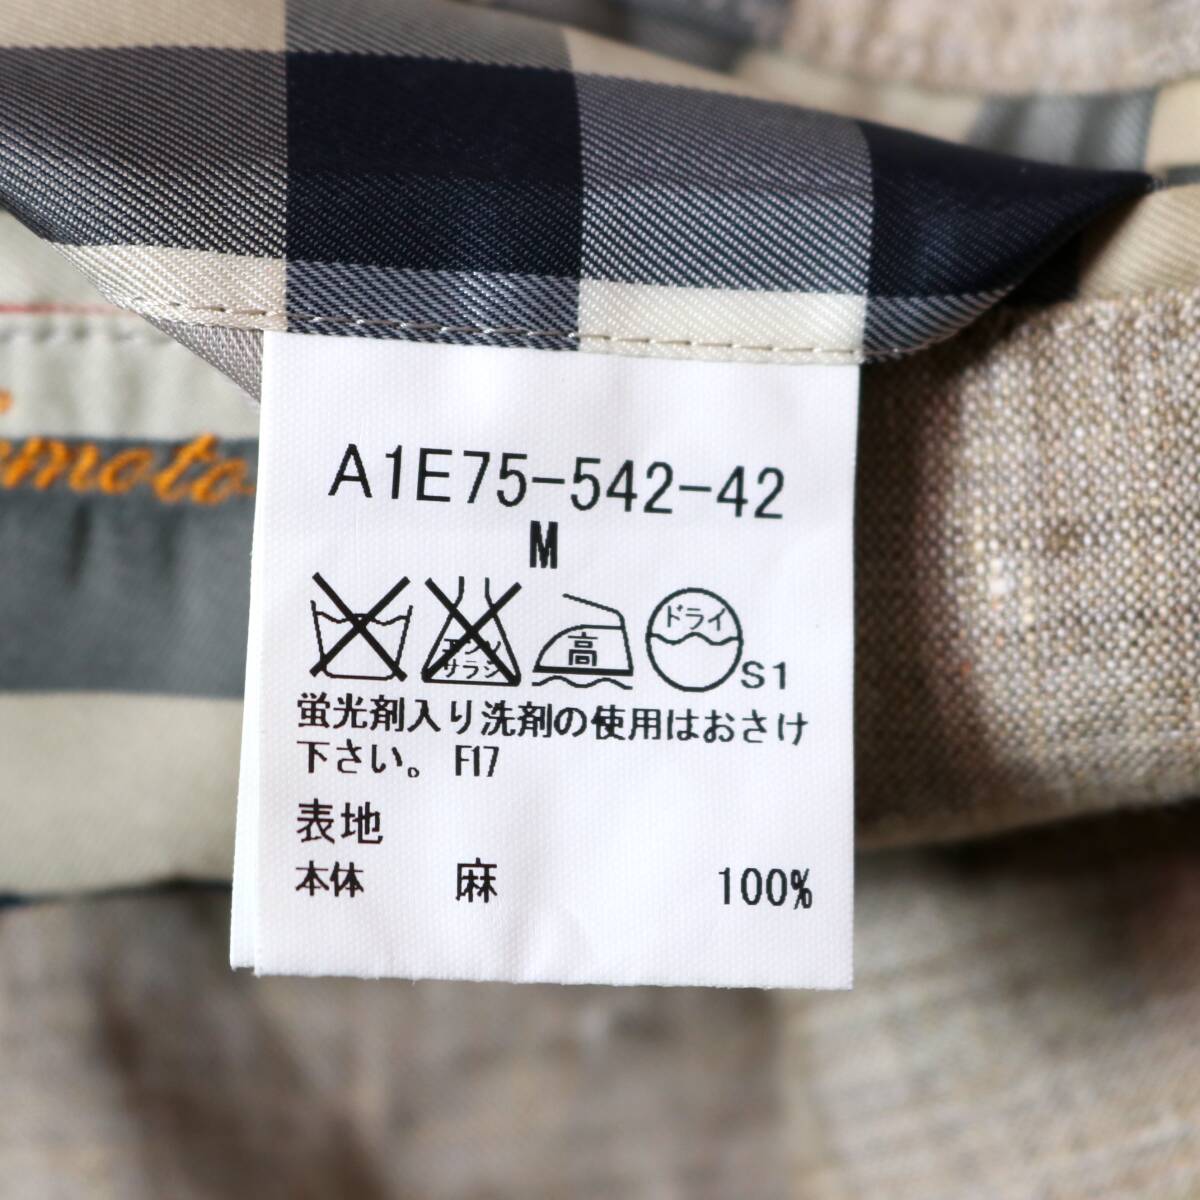 A1E75-542-42
M
エンソ
サラシ
高
ドライ
S1
蛍光剤入り洗剤の使用はおさけ
下さい。 F17
表地
本体 麻 100%
moto